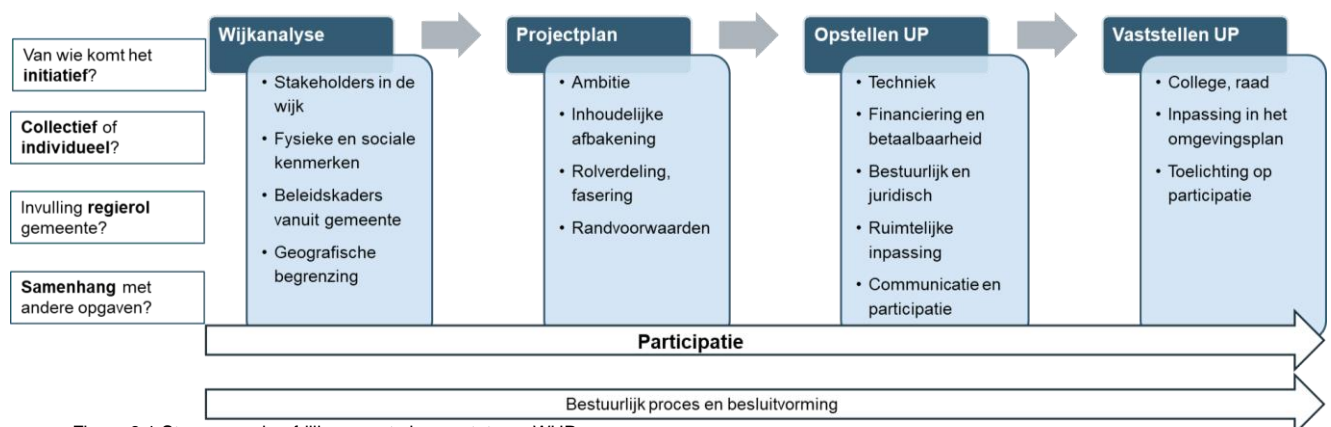 Van wie komt het
initiatief?
Collectief of
individueel?
Invulling regierol
gemeente?
Samenhang met
andere opgaven?
Wijkanalyse
• Stakeholders in de
wijk
• Fysieke en sociale
kenmerken
• Beleidskaders
vanuit gemeente
• Geografische
begrenzing
Projectplan
• Ambitie
• Inhoudelijke
afbakening
• Rolverdeling,
fasering
• Randvoorwaarden
Opstellen UP
• Techniek
• Financiering en
betaalbaarheid
• Bestuurlijk en
juridisch
• Ruimtelijke
inpassing
• Communicatie en
participatie
Vaststellen UP
• College, raad
• Inpassing in het
omgevingsplan
• Toelichting op
participatie
Participatie
Bestuurlijk proces en besluitvorming